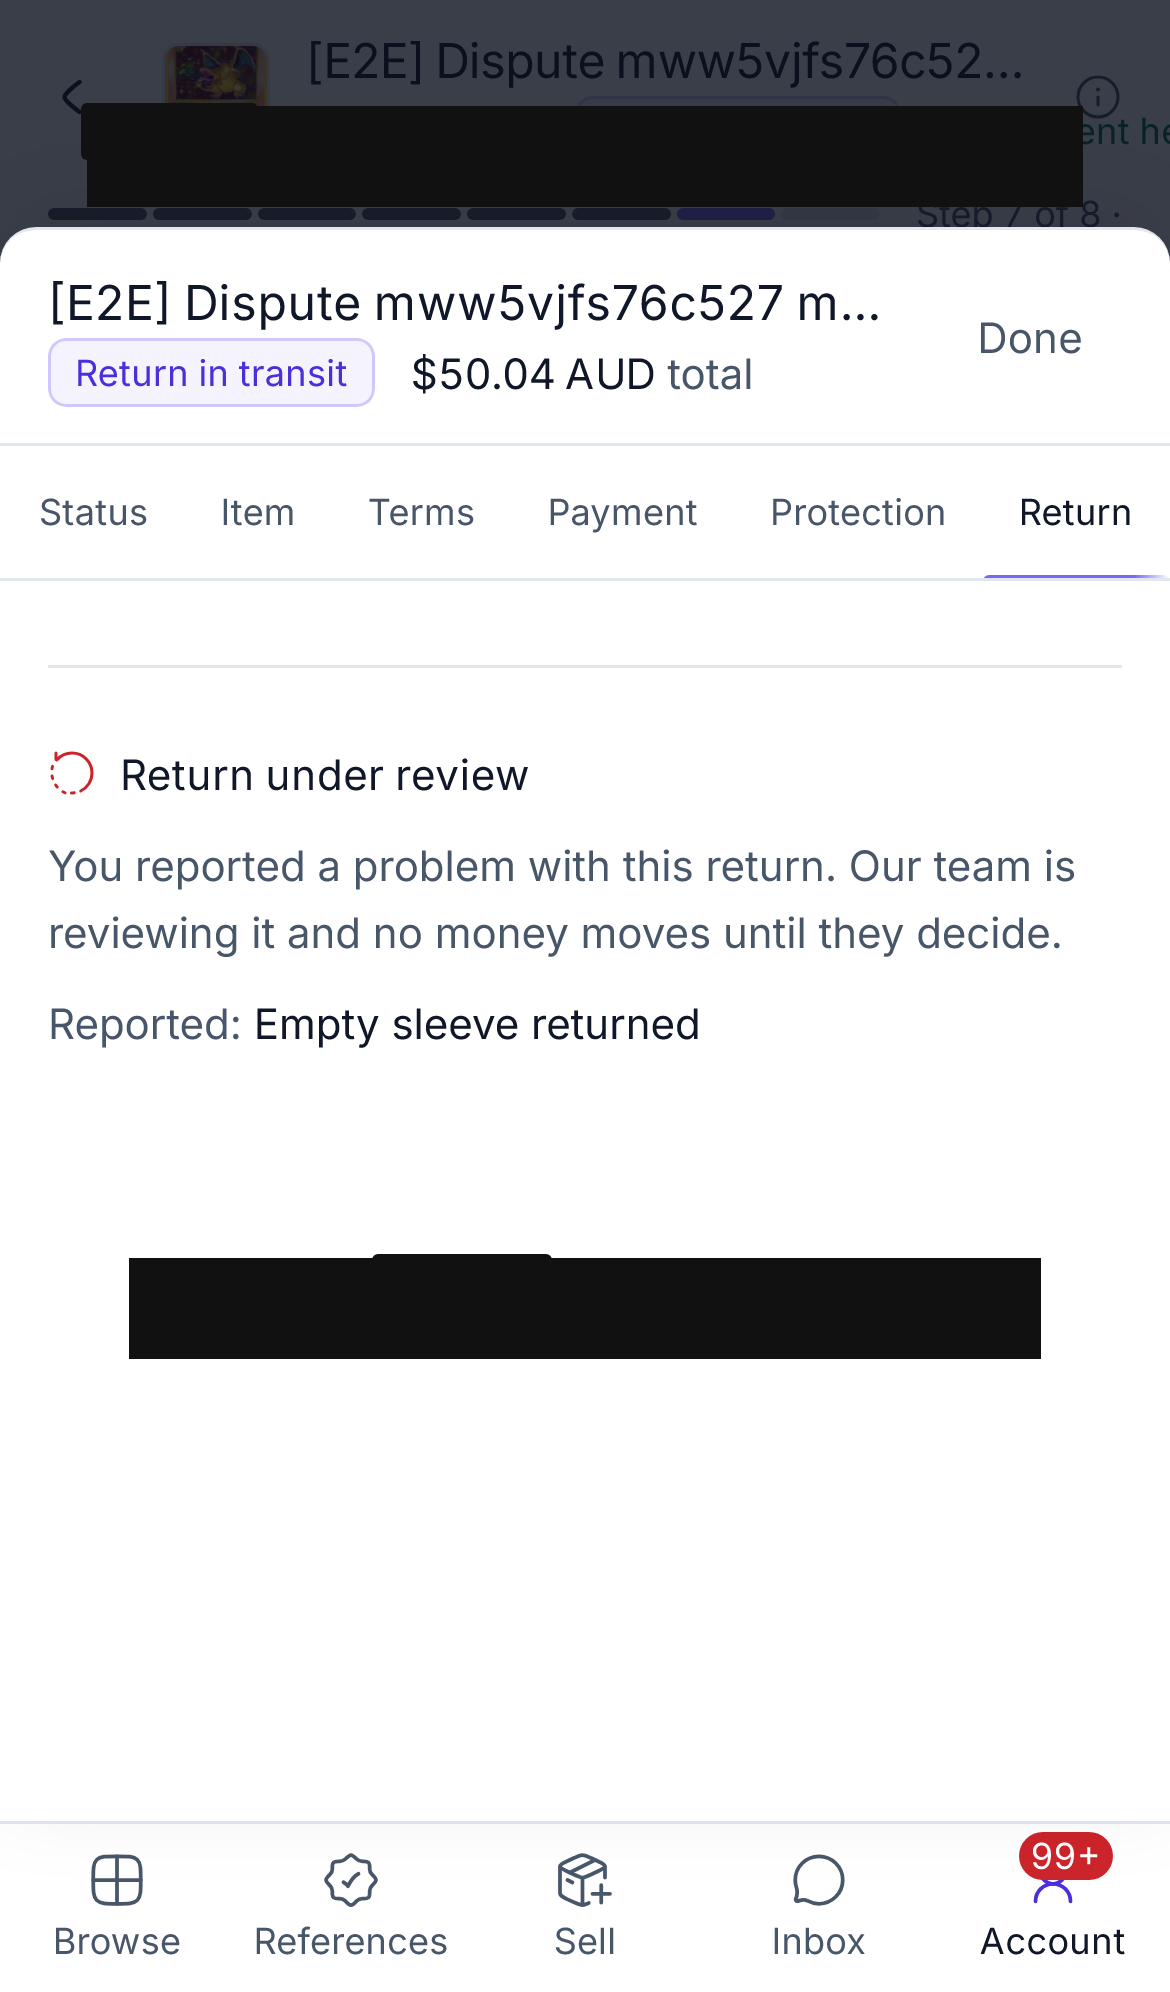 [E2E] Dispute mww5vjfs76c52...
ent he
Step 7 of 8 ·
[E2E] Dispute mww5vjfs76c527 m...
Done
Return in transit
$50.04 AUD total
Status
Item
Terms
Payment
Protection
Return
Return under review
You reported a problem with this return. Our team is
reviewing it and no money moves until they decide.
Reported: Empty sleeve returned
99+
Browse
References
Sell
Inbox
Account